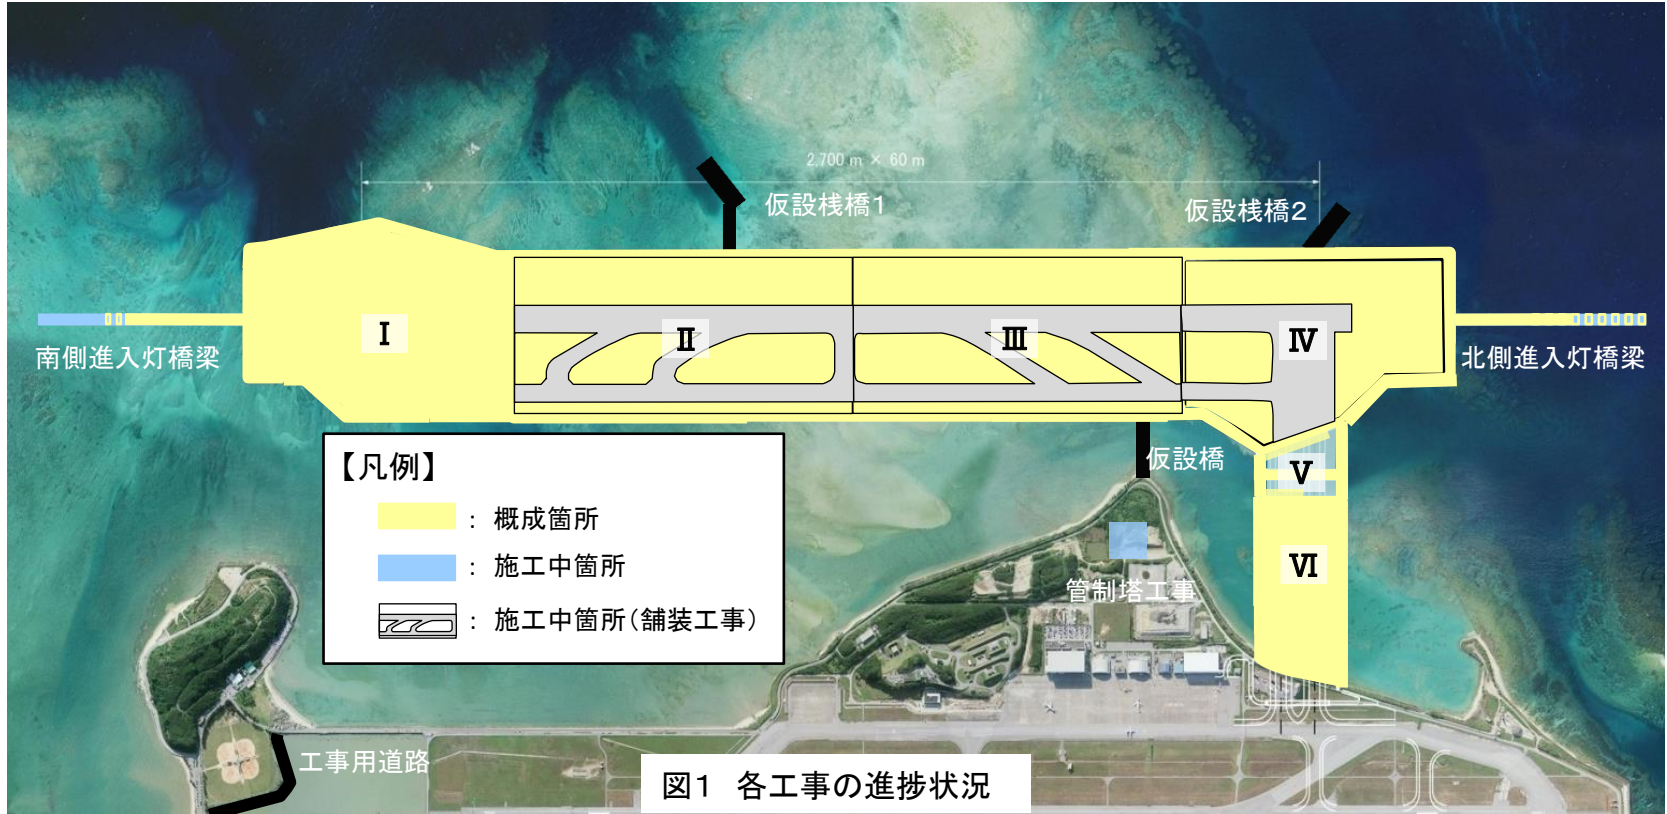 2,700 m × 60 m
仮設桟橋1
仮設桟橋2
Ⅰ
Ⅱ
Ⅲ
Ⅳ
南側進入灯橋梁
北側進入灯橋梁
仮設橋
Ⅴ
【凡例】
： 概成箇所
： 施工中箇所
： 施工中箇所（舗装工事）
Ⅵ
管制塔工事
工事用道路
図1 各工事の進捗状況